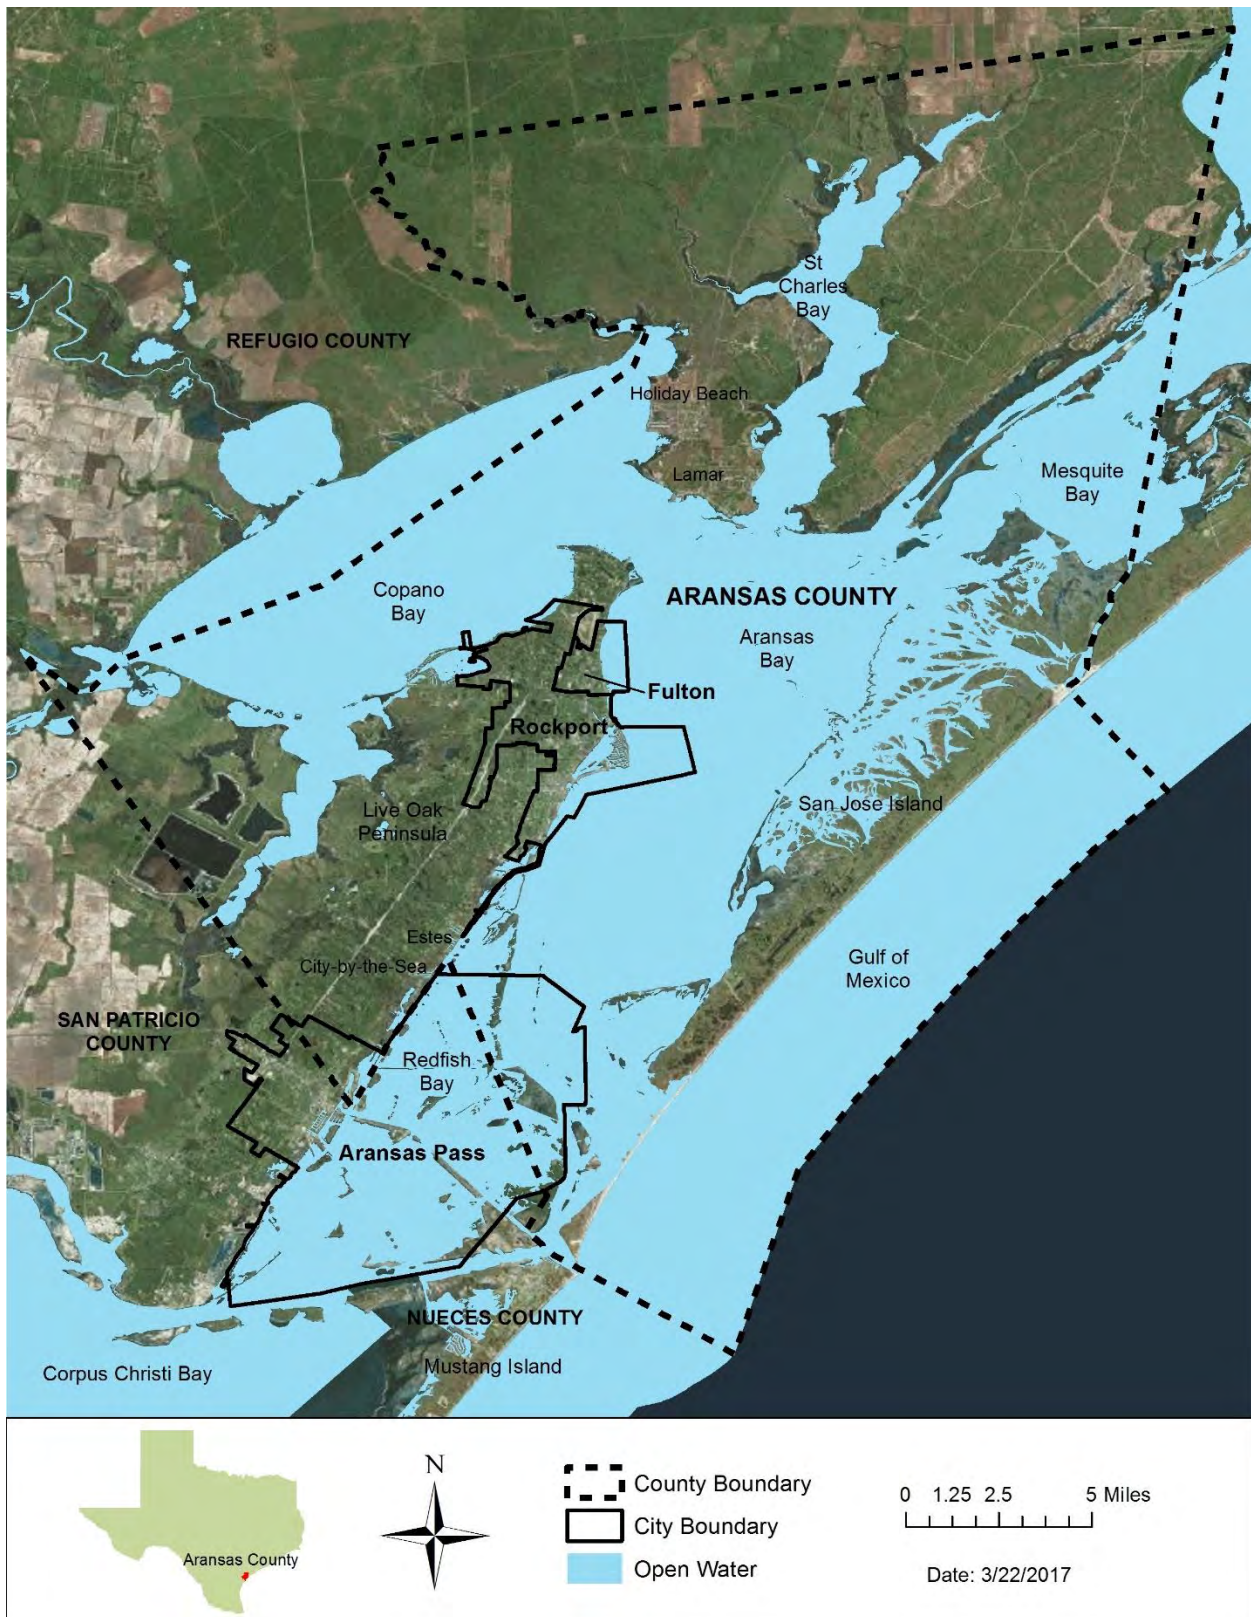 St
Charles
Bay
REFUGIO COUNTY
Holiday Beach
Lamar
Mesquite
Bay
Copano
Bay
ARANSAS COUNTY
Aransas
Bay
Fulton
Rockport
San Jose Island
Live Oak
Peninsula
Estes
City-by-the-Sea
Gulf of
Mexico
SAN PATRICIO
COUNTY
Redfish
Bay
Aransas Pass
NUECES COUNTY
Mustang Island
Corpus Christi Bay
Aransas County
N
County Boundary
City Boundary
Open Water
0 1.25 2.5 5 Miles
Date: 3/22/2017